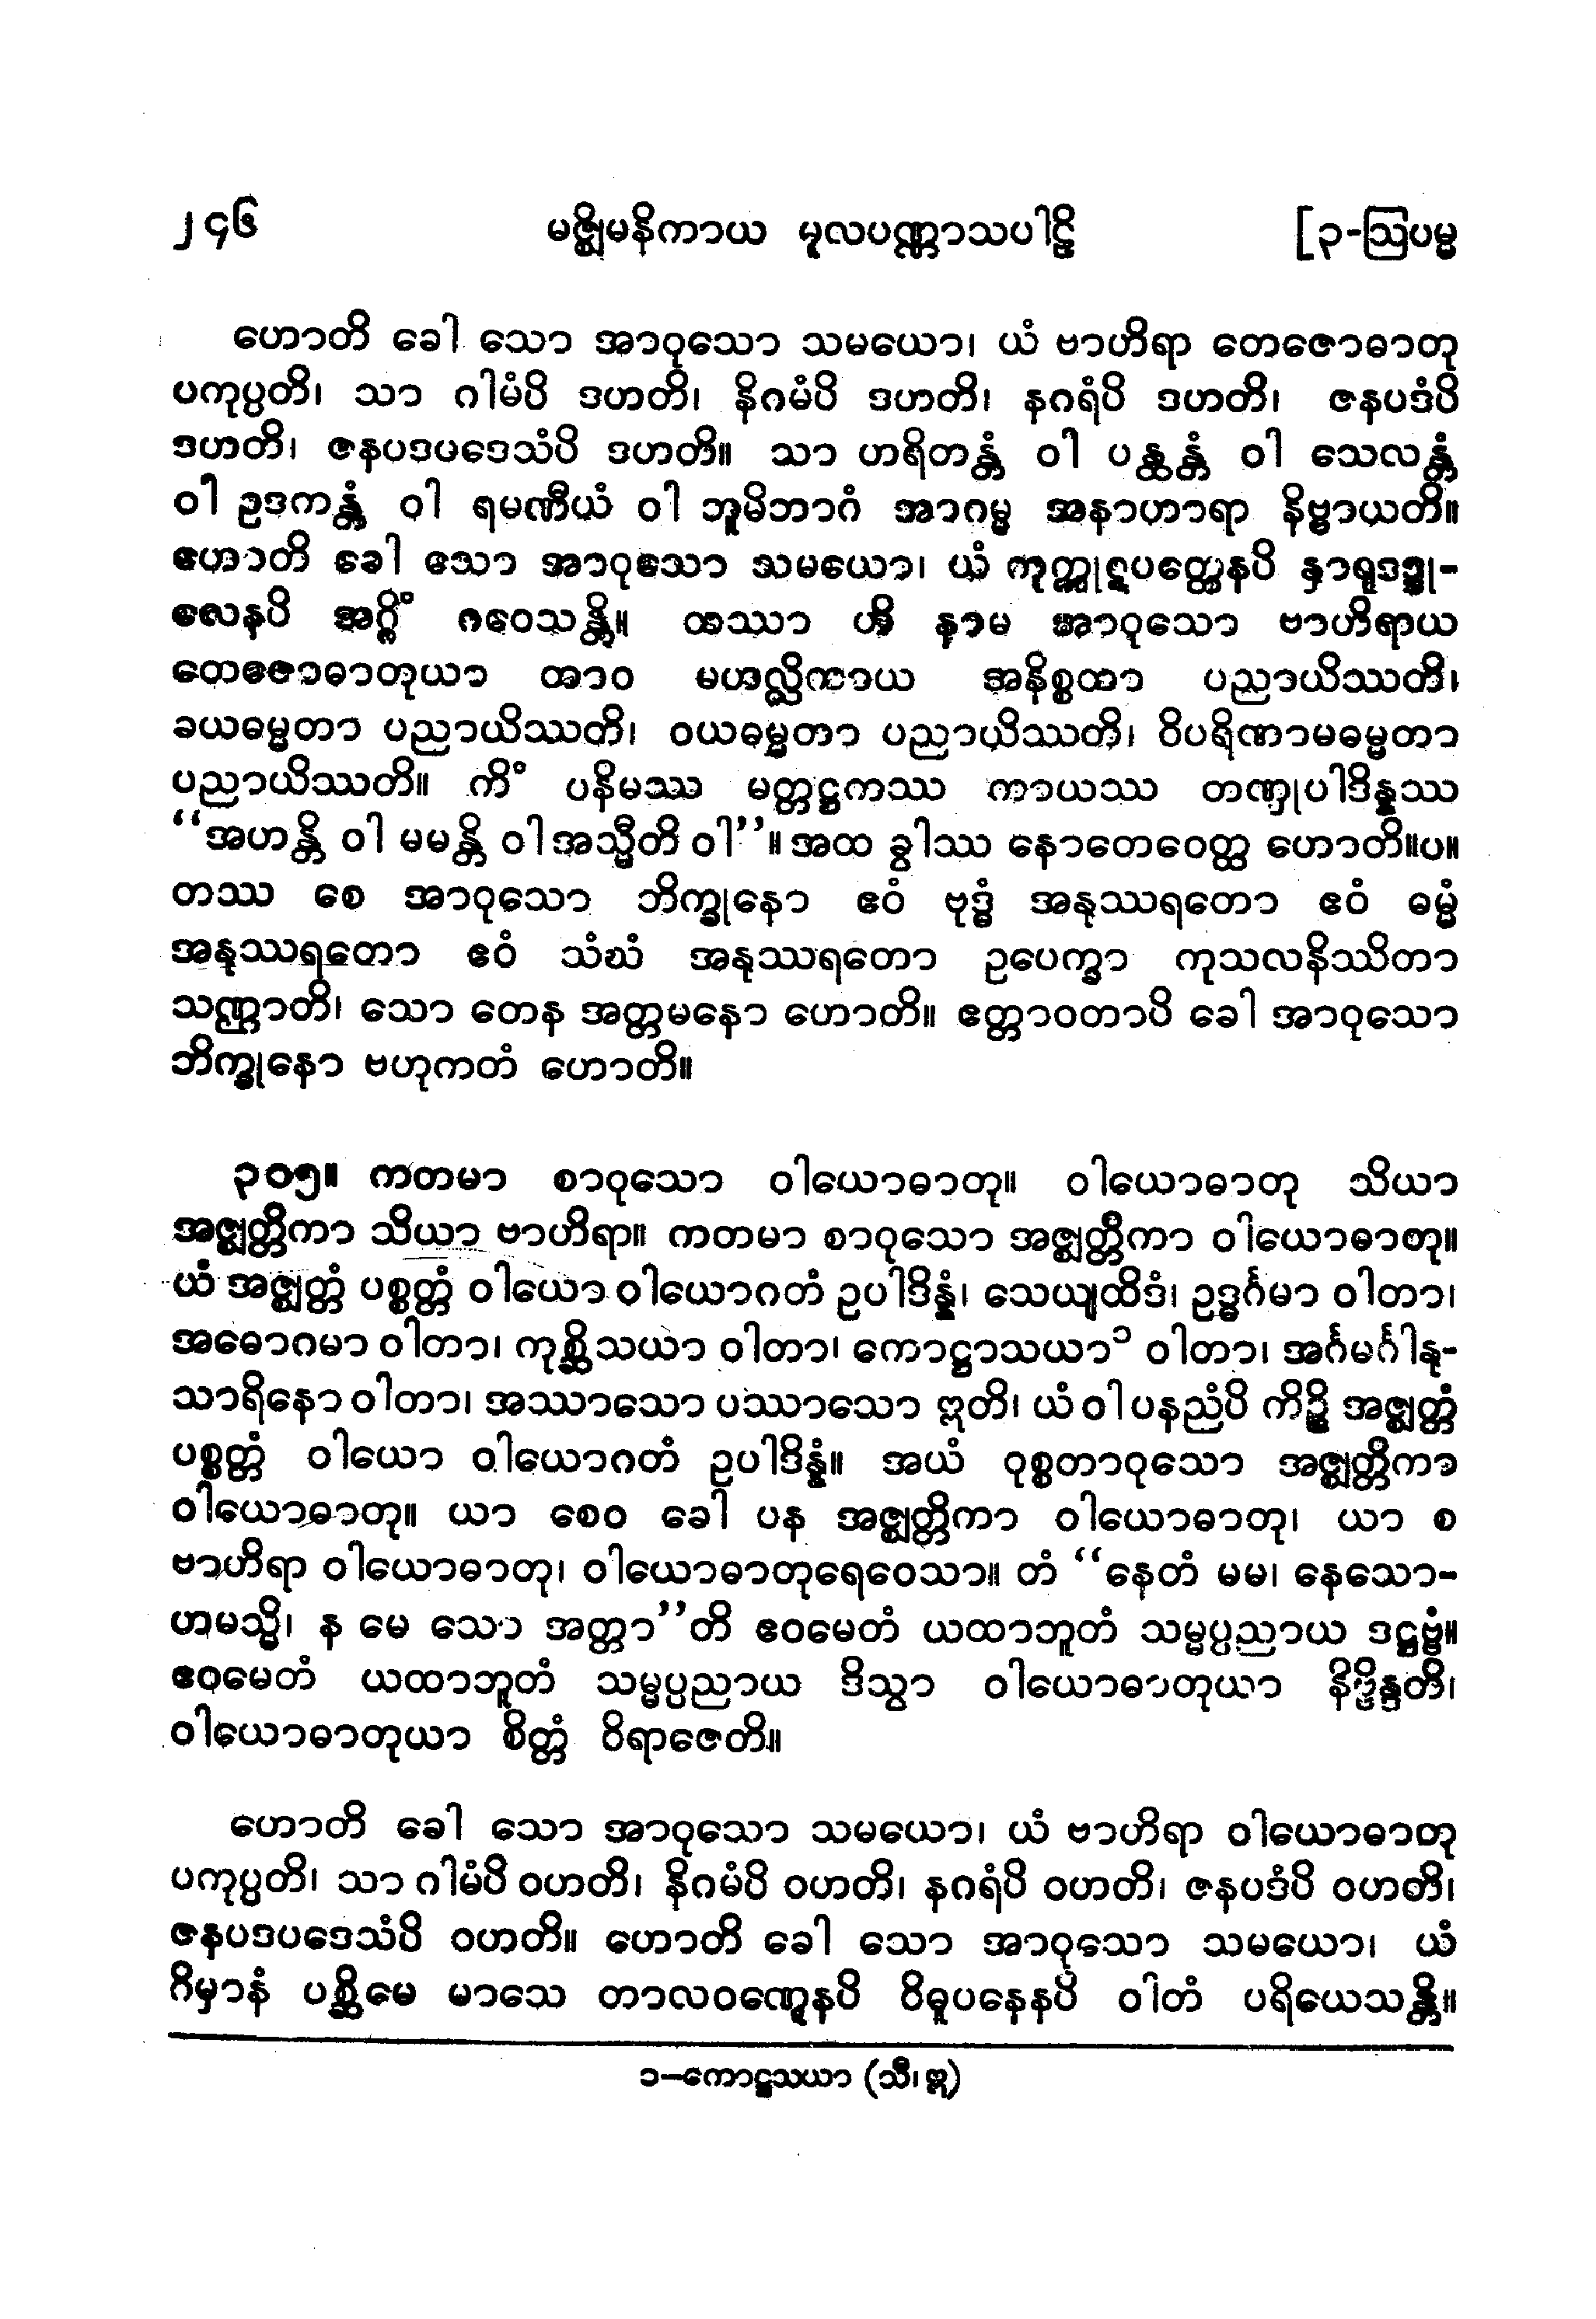 ၂၄၆ မဇ္ဈိမနိကာယ မူလပဏ္ဏာသပါဠိ [၃-ဩပမ္မ
ဟောတိ ခေါ သော အာဝုသော သမယော၊ ယံ ဗာဟိရာ တေဇောဓာတု
ပကုပ္ပတိ၊ သာ ဂါမံပိ ဒဟတိ၊ နိဂမံပိ ဒဟတိ၊ နဂရံပိ ဒဟတိ၊ ဇနပဒံပိ
ဒဟတိ၊ ဇနပဒပဒေသံပိ ဒဟတိ။ သာ ဟရိတန္တံ ဝါ ပန္ထန္တံ ဝါ သေလန္တံ
ဝါ ဥဒကန္တံ ဝါ ရမဏီယံ ဝါ ဘူမိဘာဂံ အာဂမ္မ အနာဟာရာ နိဗ္ဗာယတိ။
ဟောတိ ခေါ သော အာဝုသော သမယော၊ ယံ ကုက္ကုဋပတ္တေနပိ နှာရုဒဒ္ဒု-
လေနပိ အဂ္ဂိံ ဂဝေသန္တိ။ တဿာ ဟိ နာမ အာဝုသော ဗာဟိရာယ
တေဇောဓာတုယာ တာဝ မဟလ္လိကာယ အနိစ္စတာ ပညာယိဿတိ၊
ခယဓမ္မတာ ပညာယိဿတိ၊ ဝယဓမ္မတာ ပညာယိဿတိ၊ ဝိပရိဏာမဓမ္မတာ
ပညာယိဿတိ။ ကိံ ပနိမဿ မတ္တဋ္ဌကဿ ကာယဿ တဏှုပါဒိန္နဿ
“အဟန္တိ ဝါ မမန္တိ ဝါ အသ္မီတိ ဝါ”။ အထ ခွါဿ နောတေဝေတ္ထ ဟောတိ။ပ။
တဿ စေ အာဝုသော ဘိက္ခုနော ဧဝံ ဗုဒ္ဓံ အနုဿရတော ဧဝံ ဓမ္မံ
အနုဿရတော ဧဝံ သံဃံ အနုဿရတော ဥပေက္ခာ ကုသလနိဿိတာ
သဏ္ဌာတိ၊ သော တေန အတ္တမနော ဟောတိ။ ဧတ္တာဝတာပိ ခေါ အာဝုသော
ဘိက္ခုနော ဗဟုကတံ ဟောတိ။
၃၀၅။ ကတမာ စာဝုသော ဝါယောဓာတု။ ဝါယောဓာတု သိယာ
အဇ္ဈတ္တိကာ သိယာ ဗာဟိရာ။ ကတမာ စာဝုသော အဇ္ဈတ္တိကာ ဝါယောဓာတု။
ယံ အဇ္ဈတ္တံ ပစ္စတ္တံ ဝါယော ဝါယောဂတံ ဥပါဒိန္နံ၊ သေယျထိဒံ၊ ဥဒ္ဓင်္ဂမာ ဝါတာ၊
အဓောဂမာ ဝါတာ၊ ကုစ္ဆိသယာ ဝါတာ၊ ကောဋ္ဌာသယာ၁ ဝါတာ၊ အင်္ဂမင်္ဂါနု-
သာရိနော ဝါတာ၊ အဿာသော ပဿာသော ဣတိ၊ ယံ ဝါ ပနညံပိ ကိဉ္စိ အဇ္ဈတ္တံ
ပစ္စတ္တံ ဝါယော ဝါယောဂတံ ဥပါဒိန္နံ။ အယံ ဝုစ္စတာဝုသော အဇ္ဈတ္တိကာ
ဝါယောဓာတု။ ယာ စေဝ ခေါ ပန အဇ္ဈတ္တိကာ ဝါယောဓာတု၊ ယာ စ
ဗာဟိရာ ဝါယောဓာတု၊ ဝါယောဓာတုရေဝေသာ။ တံ “နေတံ မမ၊ နေသော-
ဟမသ္မိ၊ န မေ သော အတ္တာ”တိ ဧဝမေတံ ယထာဘူတံ သမ္မပ္ပညာယ ဒဋ္ဌဗ္ဗံ။
ဧဝမေတံ ယထာဘူတံ သမ္မပ္ပညာယ ဒိသွာ ဝါယောဓာတုယာ နိဗ္ဗိန္ဒတိ၊
ဝါယောဓာတုယာ စိတ္တံ ဝိရာဇေတိ။
ဟောတိ ခေါ သော အာဝုသော သမယော၊ ယံ ဗာဟိရာ ဝါယောဓာတု
ပကုပ္ပတိ၊ သာ ဂါမံပိ ဝဟတိ၊ နိဂမံပိ ဝဟတိ၊ နဂရံပိ ဝဟတိ၊ ဇနပဒံပိ ဝဟတိ၊
ဇနပဒပဒေသံပိ ဝဟတိ။ ဟောတိ ခေါ သော အာဝုသော သမယော၊ ယံ
ဂိမှာနံ ပစ္ဆိမေ မာသေ တာလဝဏ္ဋေနပိ ဝိဓူပနေနပိ ဝါတံ ပရိယေသန္တိ။
၁–ကောဋ္ဌသယာ (သီ၊ ဣ)